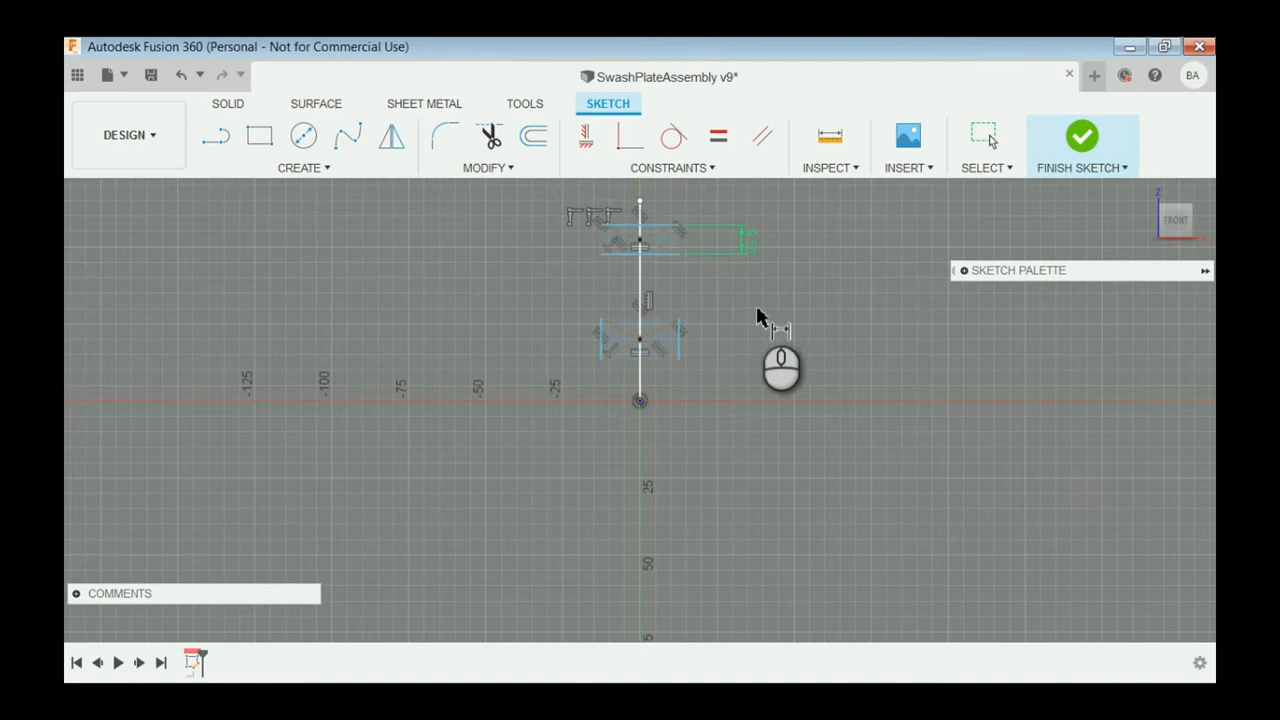 Autodesk Fusion 360 (Personal - Not for Commercial Use)
SwashPlateAssembly v9*
BA
DESIGN
SOLID
SURFACE
SHEET METAL
TOOLS
SKETCH
CREATE
MODIFY
CONSTRAINTS
INSPECT
INSERT
SELECT
FINISH SKETCH
Z
FRONT
SKETCH PALETTE
-125
-100
-75
-50
-25
25
50
COMMENTS